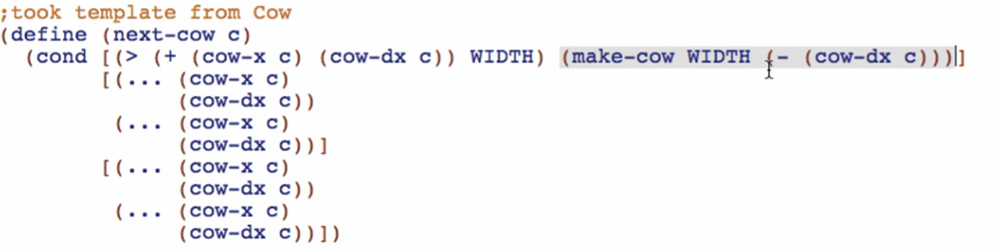 ;took template from Cow
(define (next-cow c)
  (cond [(> (+ (cow-x c) (cow-dx c)) WIDTH) (make-cow WIDTH (- (cow-dx c)))]
        [(... (cow-x c)
              (cow-dx c))
         (... (cow-x c)
              (cow-dx c))]
        [(... (cow-x c)
              (cow-dx c))
         (... (cow-x c)
              (cow-dx c))])